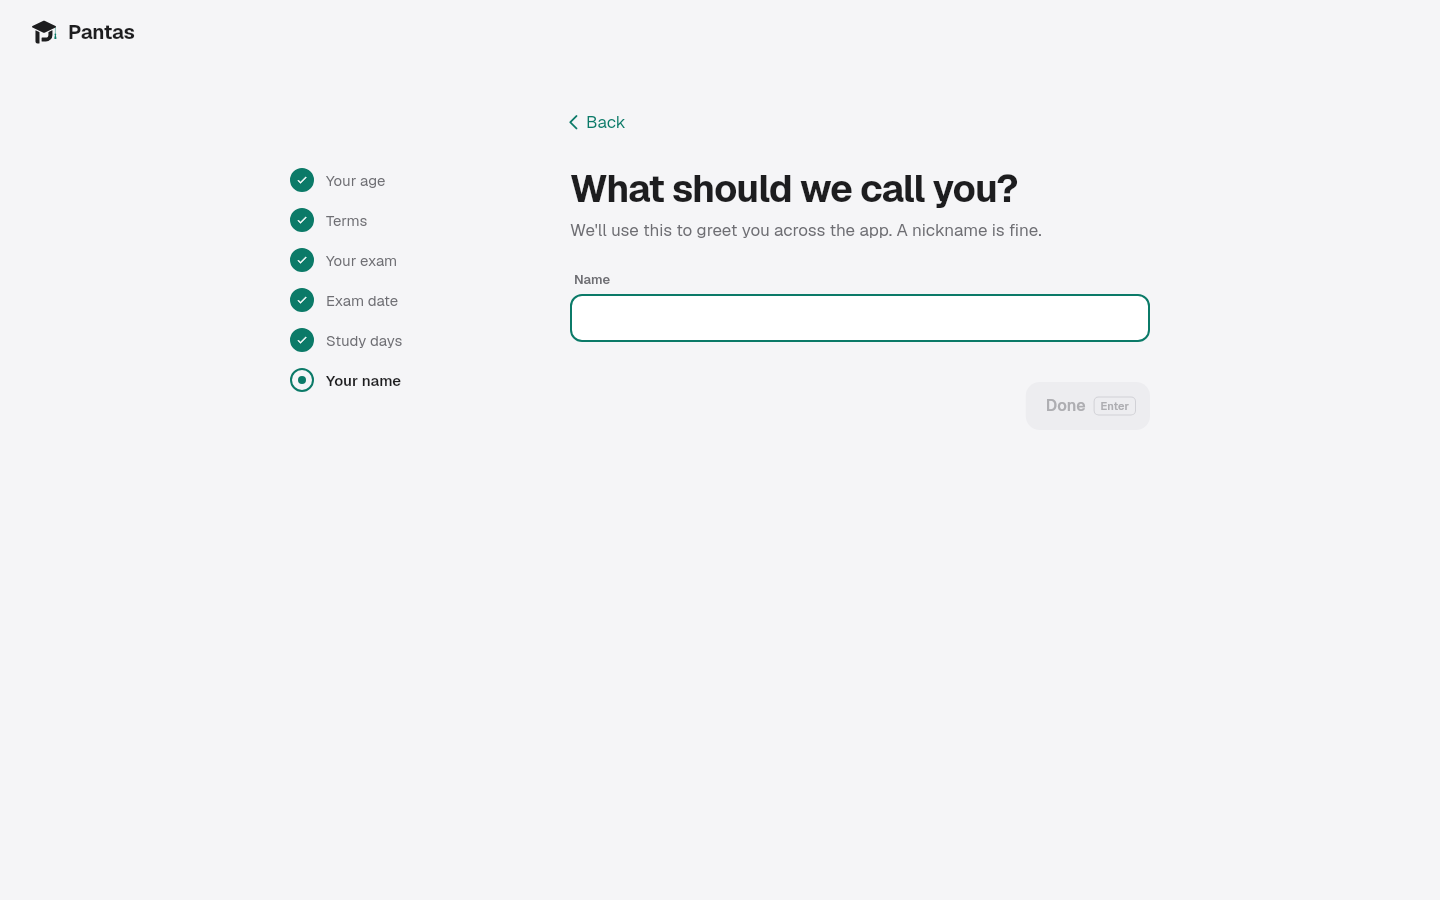 Pantas
Back
Your age
Terms
Your exam
Exam date
Study days
Your name
What should we call you?
We'll use this to greet you across the app. A nickname is fine.
Name
Done Enter